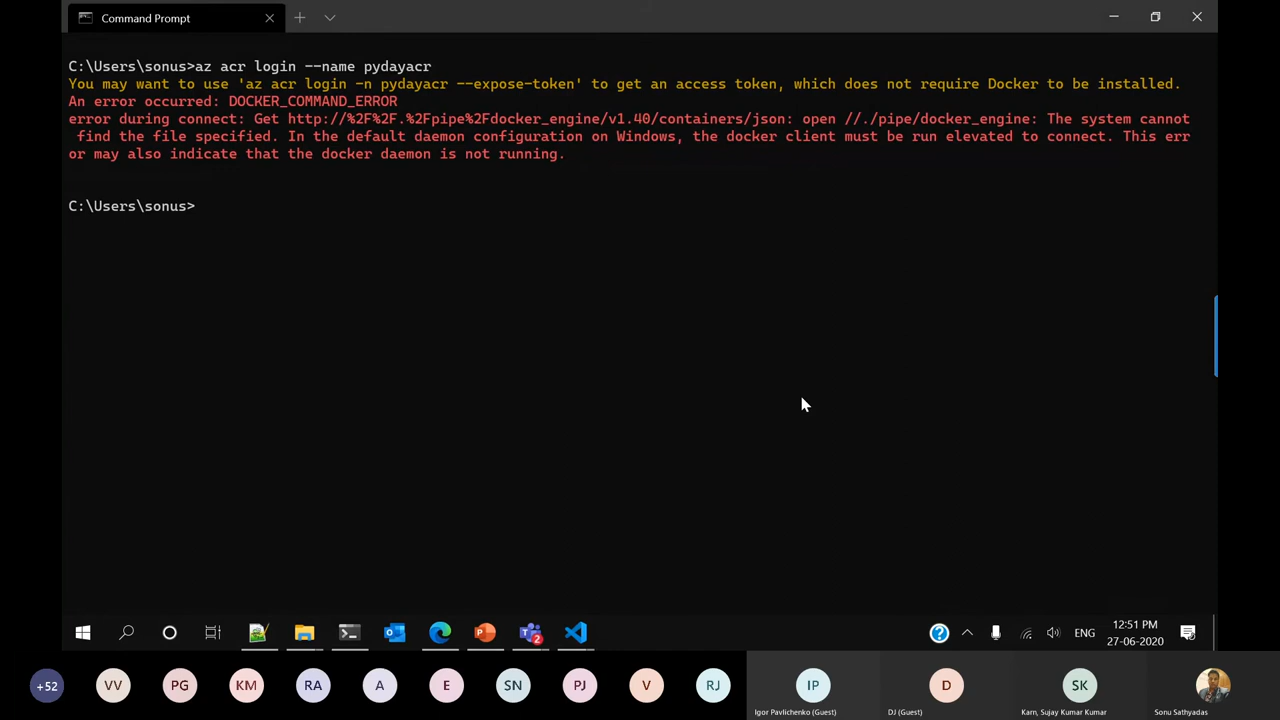 Command Prompt
C:\Users\sonus>az acr login --name pydayacr
You may want to use 'az acr login -n pydayacr --expose-token' to get an access token, which does not require Docker to be installed.
An error occurred: DOCKER_COMMAND_ERROR
error during connect: Get http://%2F%2F.%2Fpipe%2Fdocker_engine/v1.40/containers/json: open //./pipe/docker_engine: The system cannot
find the file specified. In the default daemon configuration on Windows, the docker client must be run elevated to connect. This err
or may also indicate that the docker daemon is not running.
C:\Users\sonus>
2
ENG
12:51 PM
27-06-2020
+52 VV PG KM RA A E SN PJ V RJ IP D SK
Igor Pavlichenko (Guest) DJ (Guest) Karn, Sujay Kumar Kumar Sonu Sathyadas